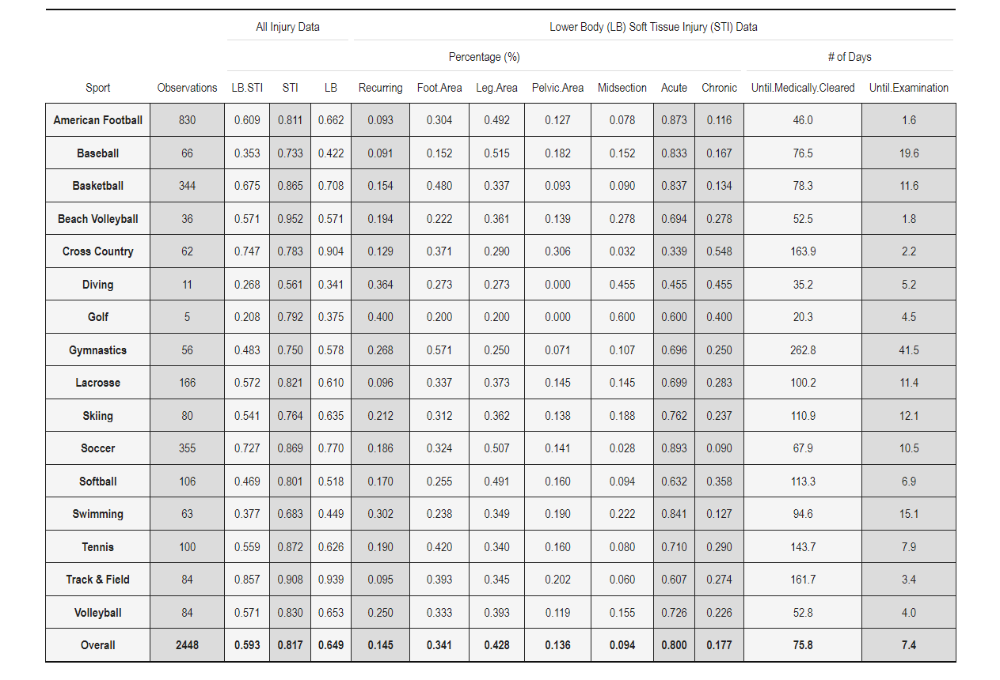 All Injury Data Lower Body (LB) Soft Tissue Injury (STI) Data
Percentage (%) # of Days
Sport Observations LB.STI STI LB Recurring Foot.Area Leg.Area Pelvic.Area Midsection Acute Chronic Until.Medically.Cleared Until.Examination
American Football 830 0.609 0.811 0.662 0.093 0.304 0.492 0.127 0.078 0.873 0.116 46.0 1.6
Baseball 66 0.353 0.733 0.422 0.091 0.152 0.515 0.182 0.152 0.833 0.167 76.5 19.6
Basketball 344 0.675 0.865 0.708 0.154 0.480 0.337 0.093 0.090 0.837 0.134 78.3 11.6
Beach Volleyball 36 0.571 0.952 0.571 0.194 0.222 0.361 0.139 0.278 0.694 0.278 52.5 1.8
Cross Country 62 0.747 0.783 0.904 0.129 0.371 0.290 0.306 0.032 0.339 0.548 163.9 2.2
Diving 11 0.268 0.561 0.341 0.364 0.273 0.273 0.000 0.455 0.455 0.455 35.2 5.2
Golf 5 0.208 0.792 0.375 0.400 0.200 0.200 0.000 0.600 0.600 0.400 20.3 4.5
Gymnastics 56 0.483 0.750 0.578 0.268 0.571 0.250 0.071 0.107 0.696 0.250 262.8 41.5
Lacrosse 166 0.572 0.821 0.610 0.096 0.337 0.373 0.145 0.145 0.699 0.283 100.2 11.4
Skiing 80 0.541 0.764 0.635 0.212 0.312 0.362 0.138 0.188 0.762 0.237 110.9 12.1
Soccer 355 0.727 0.869 0.770 0.186 0.324 0.507 0.141 0.028 0.893 0.090 67.9 10.5
Softball 106 0.469 0.801 0.518 0.170 0.255 0.491 0.160 0.094 0.632 0.358 113.3 6.9
Swimming 63 0.377 0.683 0.449 0.302 0.238 0.349 0.190 0.222 0.841 0.127 94.6 15.1
Tennis 100 0.559 0.872 0.626 0.190 0.420 0.340 0.160 0.080 0.710 0.290 143.7 7.9
Track & Field 84 0.857 0.908 0.939 0.095 0.393 0.345 0.202 0.060 0.607 0.274 161.7 3.4
Volleyball 84 0.571 0.830 0.653 0.250 0.333 0.393 0.119 0.155 0.726 0.226 52.8 4.0
Overall 2448 0.593 0.817 0.649 0.145 0.341 0.428 0.136 0.094 0.800 0.177 75.8 7.4